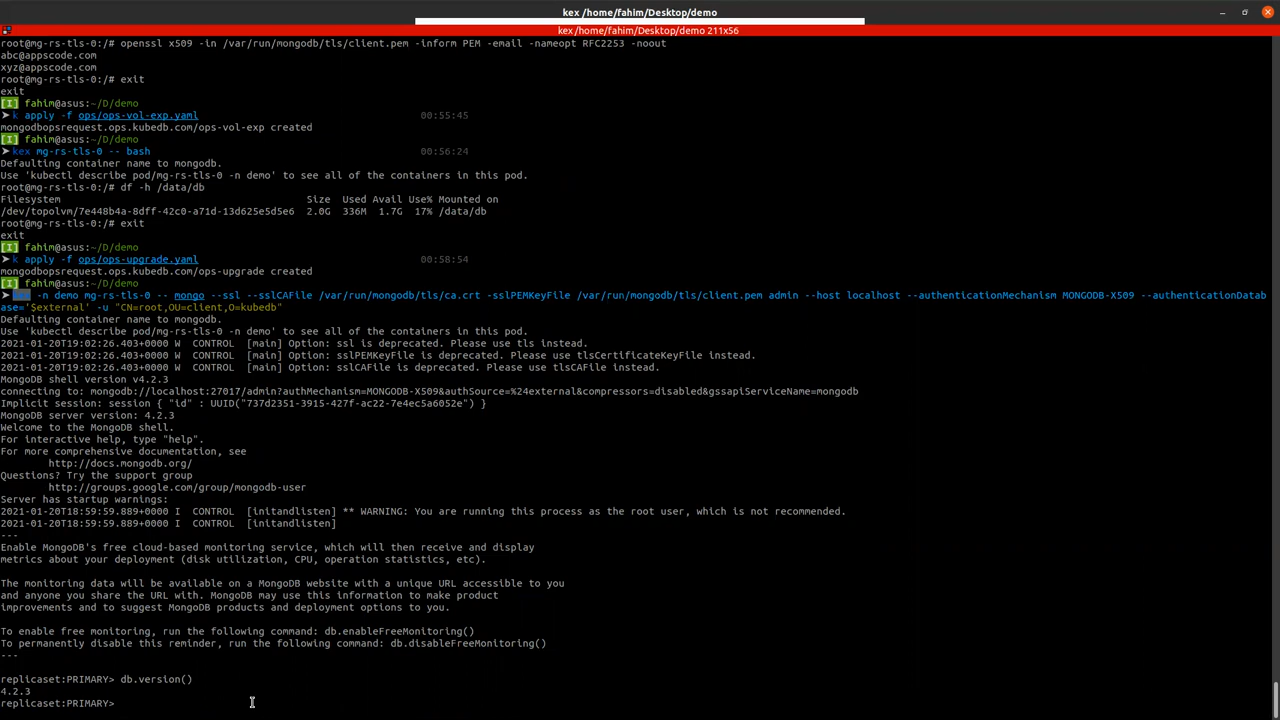 kex /home/fahim/Desktop/demo
kex /home/fahim/Desktop/demo 211x56
root@mg-rs-tls-0:/# openssl x509 -in /var/run/mongodb/tls/client.pem -inform PEM -email -nameopt RFC2253 -noout
abc@appscode.com
xyz@appscode.com
root@mg-rs-tls-0:/# exit
exit
[I] fahim@asus:~/D/demo
➤ k apply -f ops/ops-vol-exp.yaml 00:55:45
mongodbopsrequest.ops.kubedb.com/ops-vol-exp created
[I] fahim@asus:~/D/demo
➤ kex mg-rs-tls-0 -- bash 00:56:24
Defaulting container name to mongodb.
Use 'kubectl describe pod/mg-rs-tls-0 -n demo' to see all of the containers in this pod.
root@mg-rs-tls-0:/# df -h /data/db
Filesystem Size Used Avail Use% Mounted on
/dev/topolvm/7e448b4a-8dff-42c0-a71d-13d625e5d5e6 2.0G 336M 1.7G 17% /data/db
root@mg-rs-tls-0:/# exit
exit
[I] fahim@asus:~/D/demo
➤ k apply -f ops/ops-upgrade.yaml 00:58:54
mongodbopsrequest.ops.kubedb.com/ops-upgrade created
[I] fahim@asus:~/D/demo
➤ -n demo mg-rs-tls-0 -- mongo --ssl --sslCAFile /var/run/mongodb/tls/ca.crt -sslPEMKeyFile /var/run/mongodb/tls/client.pem admin --host localhost --authenticationMechanism MONGODB-X509 --authenticationDatab
ase='$external' -u "CN=root,OU=client,O=kubedb"
Defaulting container name to mongodb.
Use 'kubectl describe pod/mg-rs-tls-0 -n demo' to see all of the containers in this pod.
2021-01-20T19:02:26.403+0000 W CONTROL [main] Option: ssl is deprecated. Please use tls instead.
2021-01-20T19:02:26.403+0000 W CONTROL [main] Option: sslPEMKeyFile is deprecated. Please use tlsCertificateKeyFile instead.
2021-01-20T19:02:26.403+0000 W CONTROL [main] Option: sslCAFile is deprecated. Please use tlsCAFile instead.
MongoDB shell version v4.2.3
connecting to: mongodb://localhost:27017/admin?authMechanism=MONGODB-X509&authSource=%24external&compressors=disabled&gssapiServiceName=mongodb
Implicit session: session { "id" : UUID("737d2351-3915-427f-ac22-7e4ec5a6052e") }
MongoDB server version: 4.2.3
Welcome to the MongoDB shell.
For interactive help, type "help".
For more comprehensive documentation, see
http://docs.mongodb.org/
Questions? Try the support group
http://groups.google.com/group/mongodb-user
Server has startup warnings:
2021-01-20T18:59:59.889+0000 I CONTROL [initandlisten] ** WARNING: You are running this process as the root user, which is not recommended.
2021-01-20T18:59:59.889+0000 I CONTROL [initandlisten]
---
Enable MongoDB's free cloud-based monitoring service, which will then receive and display
metrics about your deployment (disk utilization, CPU, operation statistics, etc).
The monitoring data will be available on a MongoDB website with a unique URL accessible to you
and anyone you share the URL with. MongoDB may use this information to make product
improvements and to suggest MongoDB products and deployment options to you.
To enable free monitoring, run the following command: db.enableFreeMonitoring()
To permanently disable this reminder, run the following command: db.disableFreeMonitoring()
---
replicaset:PRIMARY> db.version()
4.2.3
replicaset:PRIMARY>